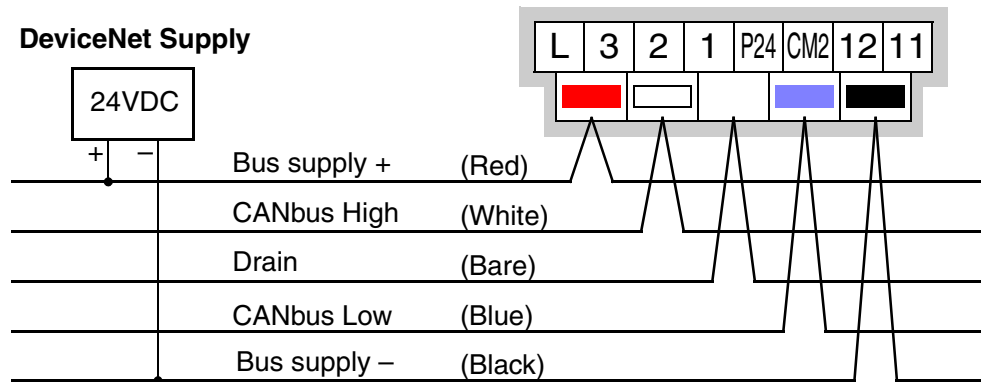 DeviceNet Supply
L 3 2 1 P24 CM2 12 11
24VDC
+ –
Bus supply + (Red)
CANbus High (White)
Drain (Bare)
CANbus Low (Blue)
Bus supply – (Black)